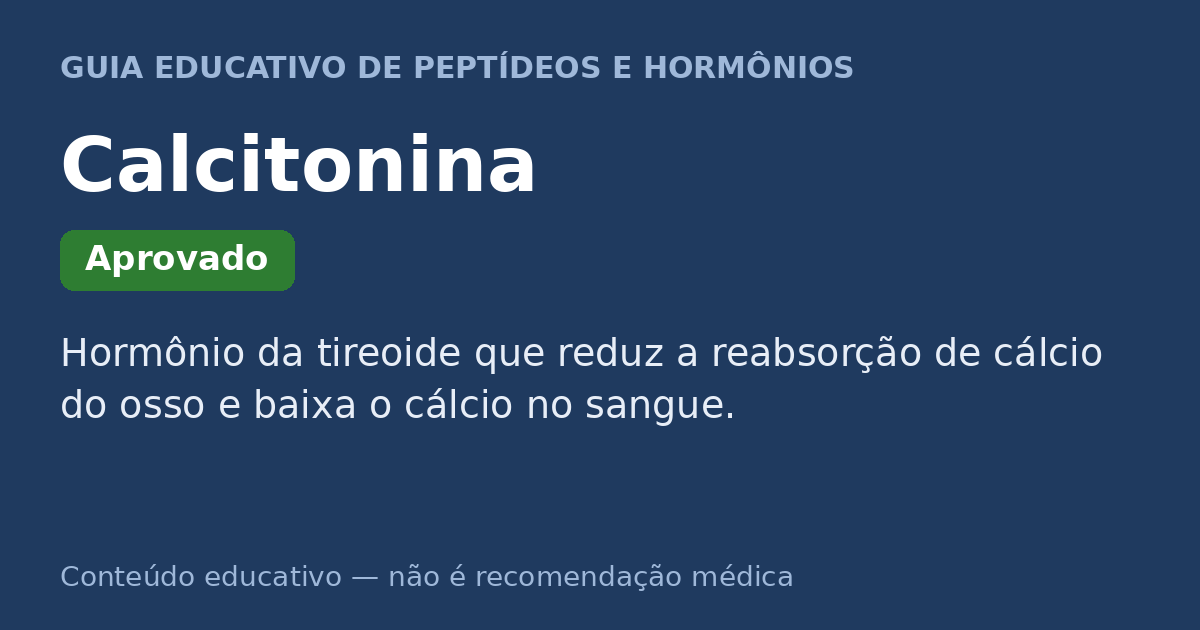 GUIA EDUCATIVO DE PEPTÍDEOS E HORMÔNIOS
Calcitonina
Aprovado
Hormônio da tireoide que reduz a reabsorção de cálcio
do osso e baixa o cálcio no sangue.
Conteúdo educativo — não é recomendação médica